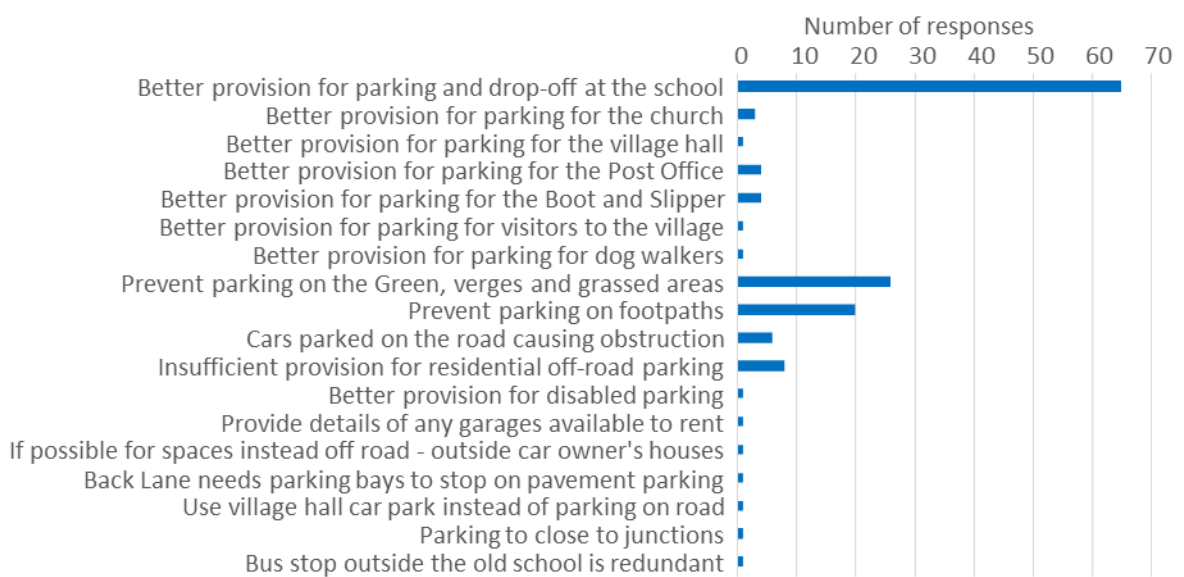 Number of responses
0 10 20 30 40 50 60 70
Better provision for parking and drop-off at the school
Better provision for parking for the church
Better provision for parking for the village hall
Better provision for parking for the Post Office
Better provision for parking for the Boot and Slipper
Better provision for parking for visitors to the village
Better provision for parking for dog walkers
Prevent parking on the Green, verges and grassed areas
Prevent parking on footpaths
Cars parked on the road causing obstruction
Insufficient provision for residential off-road parking
Better provision for disabled parking
Provide details of any garages available to rent
If possible for spaces instead off road - outside car owner's houses
Back Lane needs parking bays to stop on pavement parking
Use village hall car park instead of parking on road
Parking to close to junctions
Bus stop outside the old school is redundant